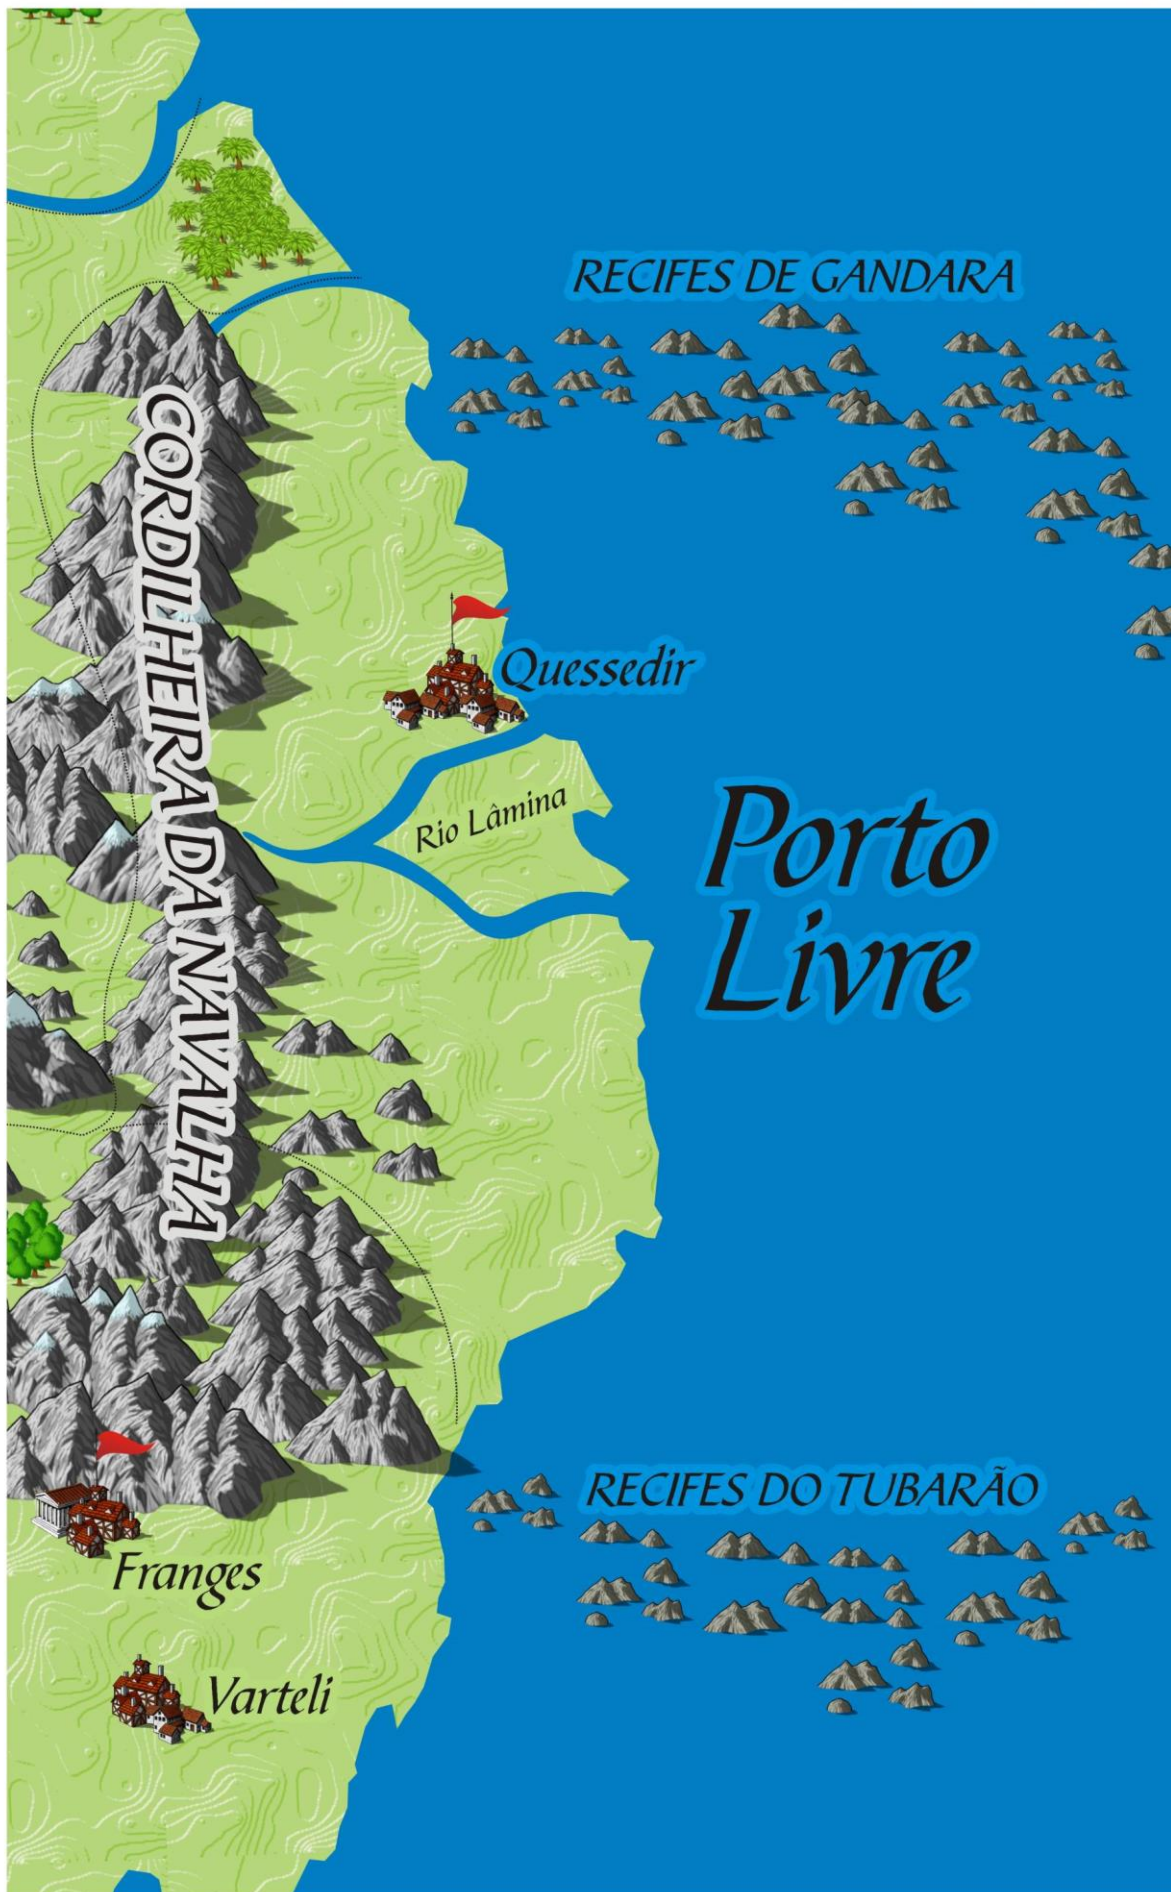 RECIFES DE GANDARA
CORDILHEIRA DA NAVALHA
Quessedir
Rio Lâmina
Porto
Livre
RECIFES DO TUBARÃO
Franges
Varteli